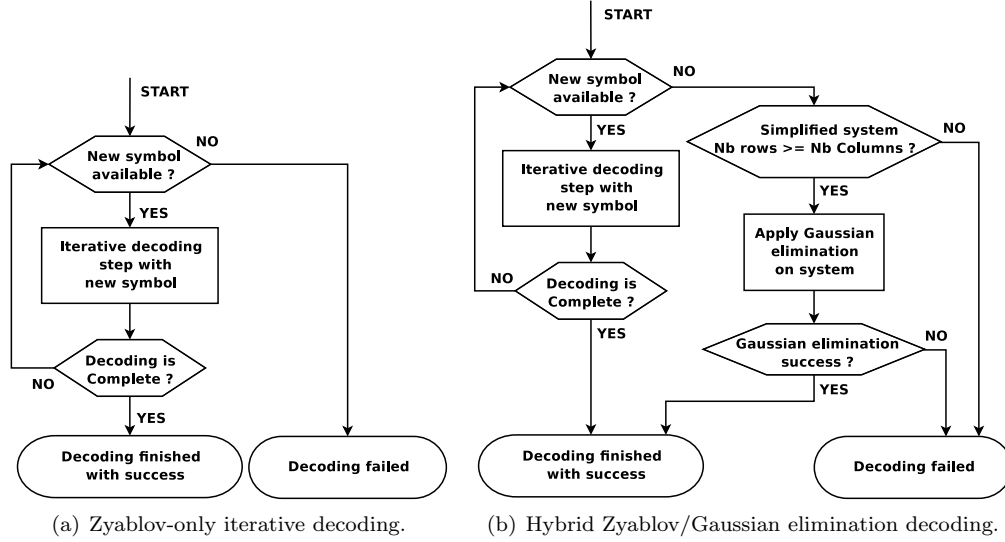 START
New symbol
available ?
NO
YES
Iterative decoding
step with
new symbol
Decoding is
Complete ?
NO
YES
Decoding finished
with success
Decoding failed
(a) Zyablov-only iterative decoding.
START
New symbol
available ?
NO
YES
Iterative decoding
step with
new symbol
Decoding is
Complete ?
NO
YES
Simplified system
Nb rows >= Nb Columns ?
NO
YES
Apply Gaussian
elimination
on system
Gaussian elimination
success ?
NO
YES
Decoding finished
with success
Decoding failed
(b) Hybrid Zyablov/Gaussian elimination decoding.